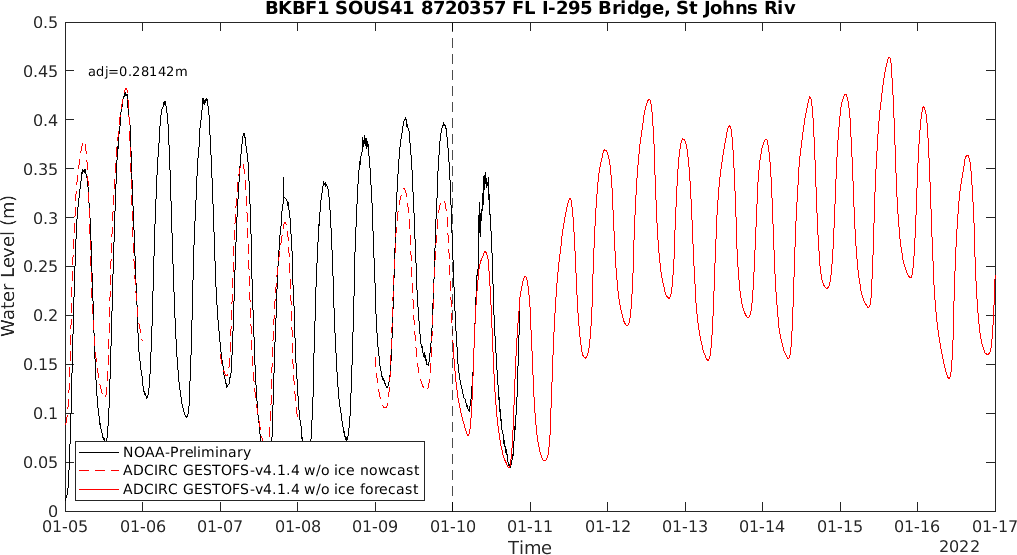 BKBF1 SOUS41 8720357 FL I-295 Bridge, St Johns Riv
adj=0.28142m
0.5
0.45
0.4
0.35
0.3
0.25
0.2
0.15
0.1
0.05
0
Water Level (m)
NOAA-Preliminary
ADCIRC GESTOFS-v4.1.4 w/o ice nowcast
ADCIRC GESTOFS-v4.1.4 w/o ice forecast
01-05 01-06 01-07 01-08 01-09 01-10 01-11 01-12 01-13 01-14 01-15 01-16 01-17
Time
2022